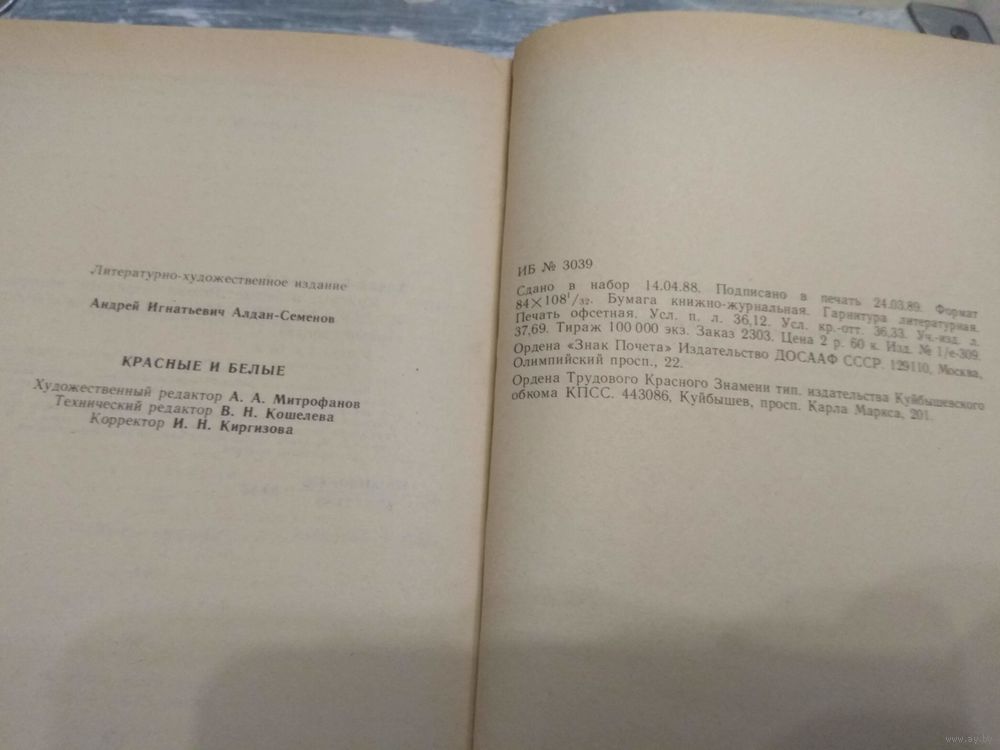 Литературно-художественное издание
Андрей Игнатьевич Алдан-Семенов
КРАСНЫЕ И БЕЛЫЕ
Художественный редактор А. А. Митрофанов
Технический редактор В. Н. Кошелева
Корректор И. Н. Киргизова
ИБ № 3039
Сдано в набор 14.04.88. Подписано в печать 24.03.89. Формат
84×108¹/₃₂. Бумага книжно-журнальная. Гарнитура литературная.
Печать офсетная. Усл. п. л. 36,12. Усл. кр.-отт. 36,33. Уч.-изд. л.
37,69. Тираж 100 000 экз. Заказ 2303. Цена 2 р. 60 к. Изд. № 1/е-309.
Ордена «Знак Почета» Издательство ДОСААФ СССР. 129110, Москва,
Олимпийский просп., 22.
Ордена Трудового Красного Знамени тип. издательства Куйбышевского
обкома КПСС. 443086, Куйбышев, просп. Карла Маркса, 201.
www.ay.by